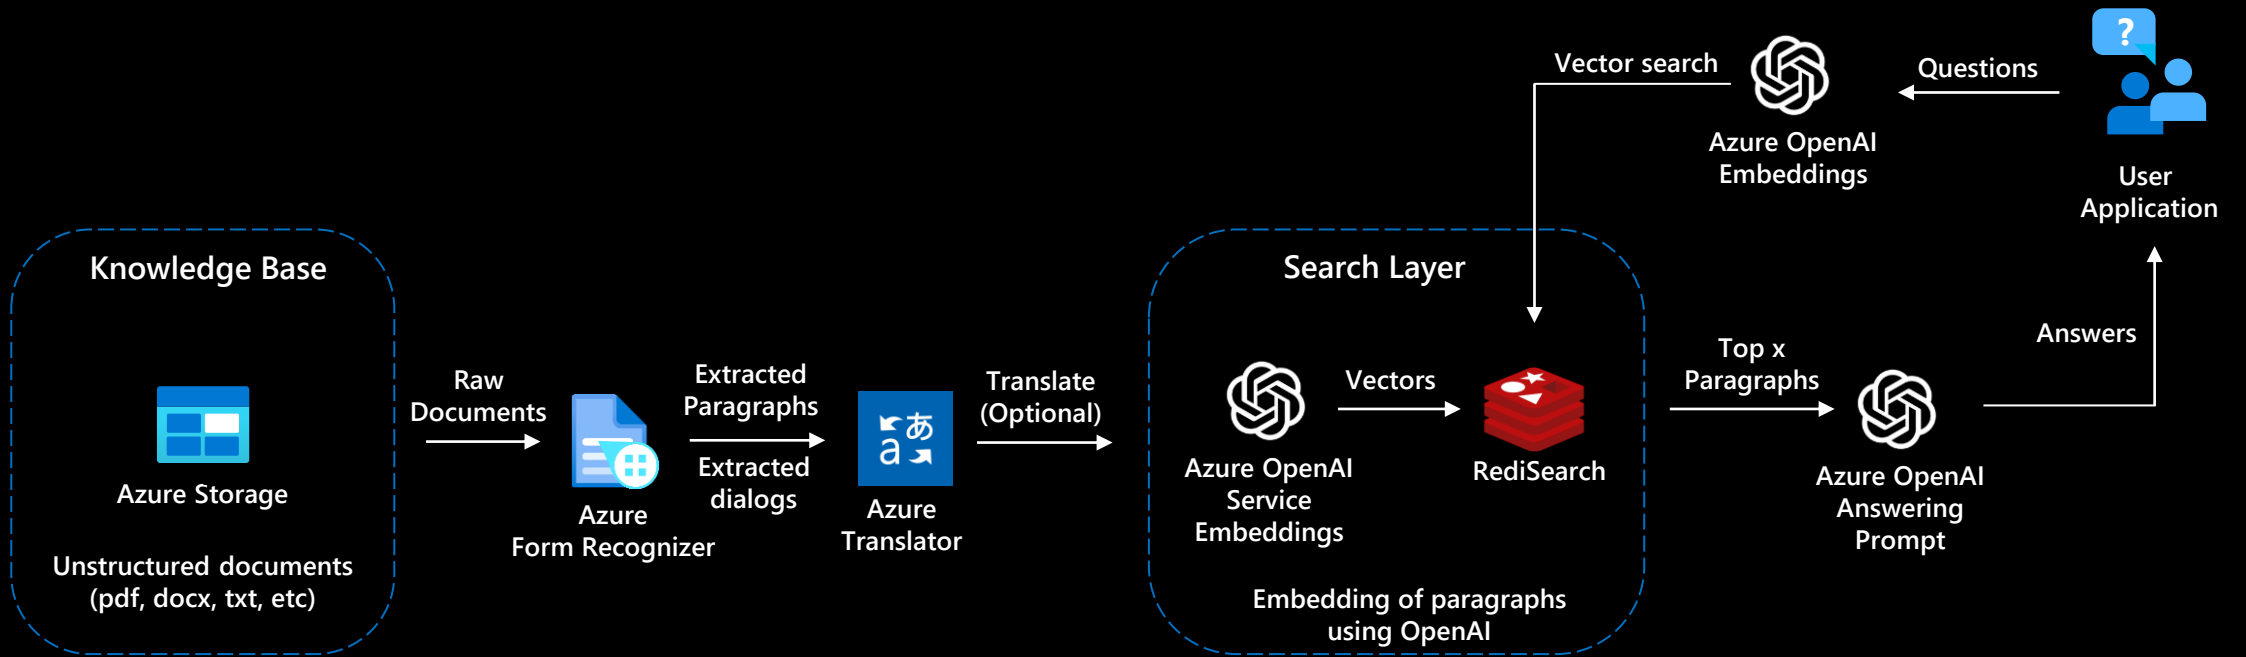 Knowledge Base
Azure Storage
Unstructured documents
(pdf, docx, txt, etc)
Raw
Documents
Azure
Form Recognizer
Extracted
Paragraphs
Extracted
dialogs
あ
a
Azure
Translator
Translate
(Optional)
Search Layer
Azure OpenAI
Service
Embeddings
Vectors
RediSearch
Embedding of paragraphs
using OpenAI
Vector search
Azure OpenAI
Embeddings
Questions
?
User
Application
Top x
Paragraphs
Azure OpenAI
Answering
Prompt
Answers